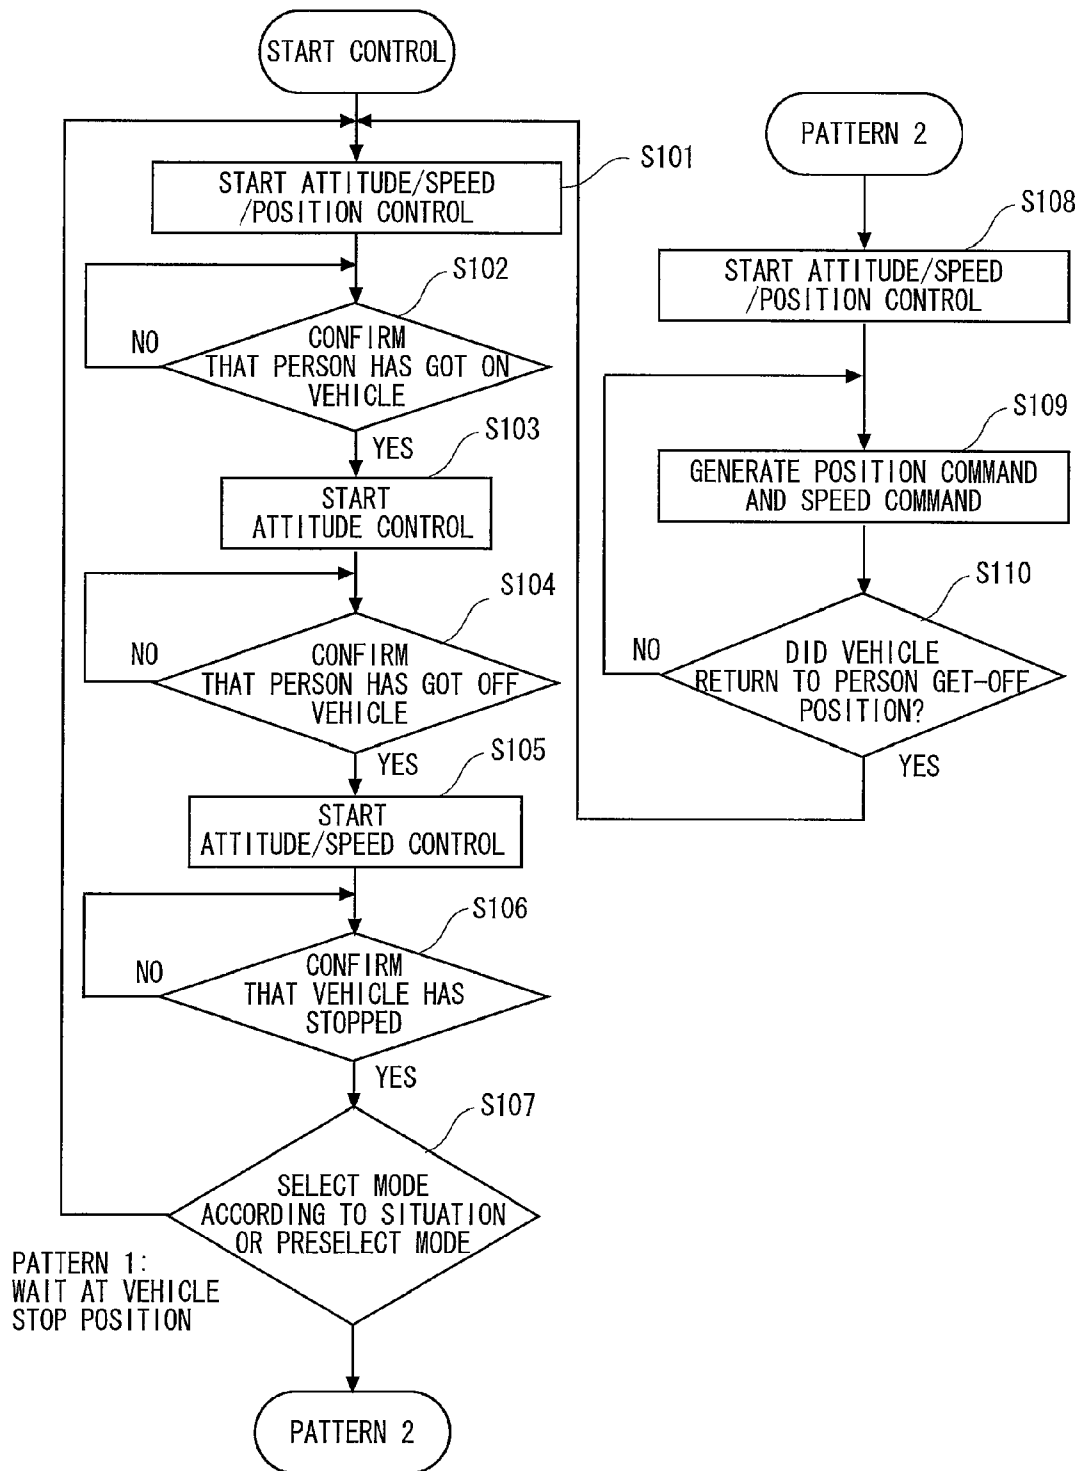 START CONTROL
S101
START ATTITUDE/SPEED
/POSITION CONTROL
S102
NO
CONFIRM
THAT PERSON HAS GOT ON
VEHICLE
YES
S103
START
ATTITUDE CONTROL
S104
NO
CONFIRM
THAT PERSON HAS GOT OFF
VEHICLE
YES
S105
START
ATTITUDE/SPEED CONTROL
S106
NO
CONFIRM
THAT VEHICLE HAS
STOPPED
YES
S107
SELECT MODE
ACCORDING TO SITUATION
OR PRESELECT MODE
PATTERN 1:
WAIT AT VEHICLE
STOP POSITION
PATTERN 2
PATTERN 2
S108
START ATTITUDE/SPEED
/POSITION CONTROL
S109
GENERATE POSITION COMMAND
AND SPEED COMMAND
S110
NO
DID VEHICLE
RETURN TO PERSON GET-OFF
POSITION?
YES